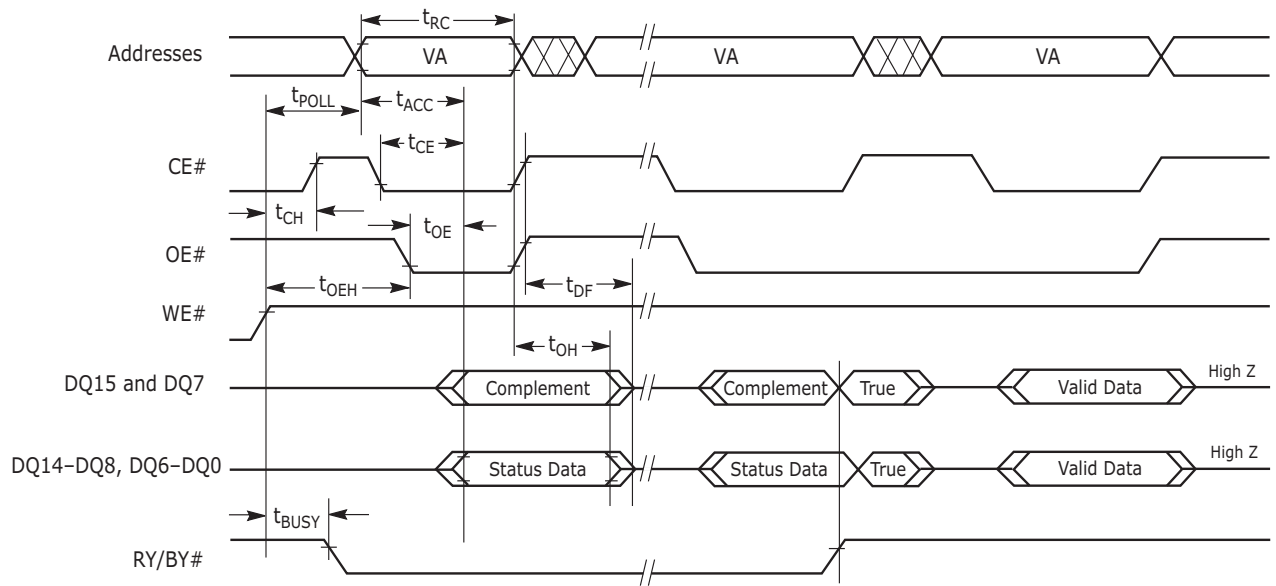 tRC
Addresses VA VA VA
tPOLL tACC
tCE
CE#
tCH tOE
OE#
tOEH tDF
WE#
tOH
DQ15 and DQ7 Complement Complement True Valid Data High Z
DQ14–DQ8, DQ6–DQ0 Status Data Status Data True Valid Data High Z
tBUSY
RY/BY#